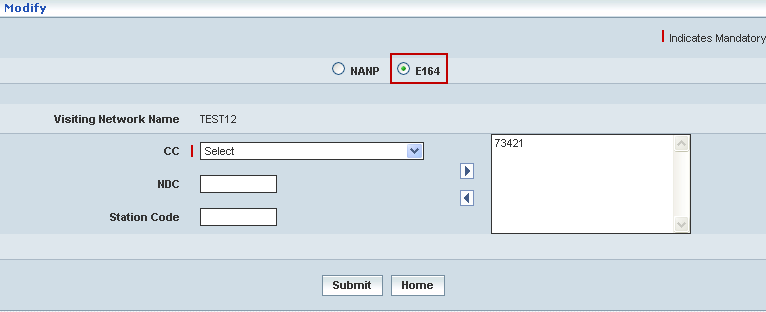 Modify
Indicates Mandatory
NANP E164
Visiting Network Name TEST12
CC Select
73421
NDC
Station Code
Submit Home